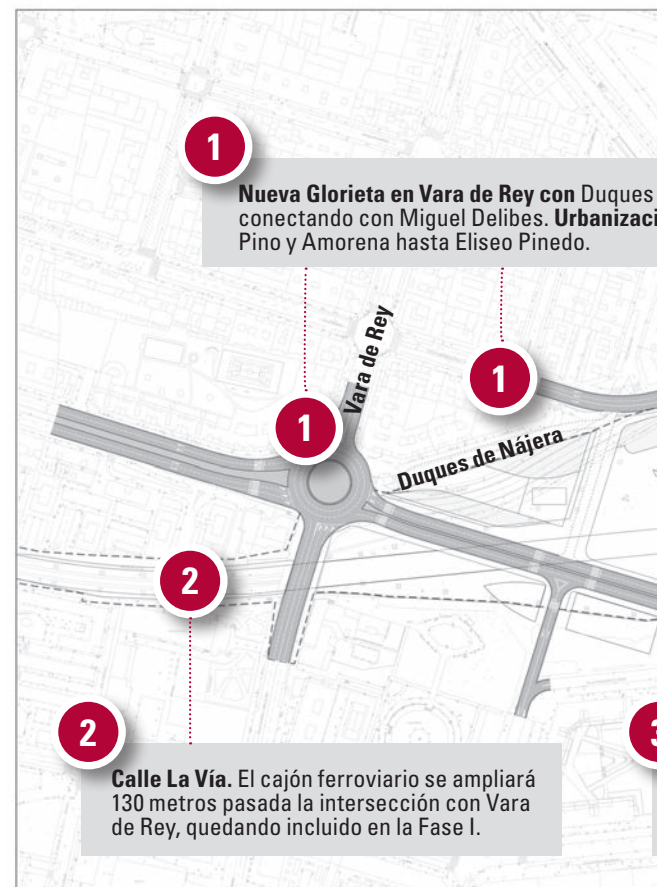 1
Nueva Glorieta en Vara de Rey con Duques
conectando con Miguel Delibes. Urbanizaci
Pino y Amorena hasta Eliseo Pinedo.
Vara de Rey
1
1
Duques de Nájera
2
2
3
Calle La Vía. El cajón ferroviario se ampliará
130 metros pasada la intersección con Vara
de Rey, quedando incluido en la Fase I.